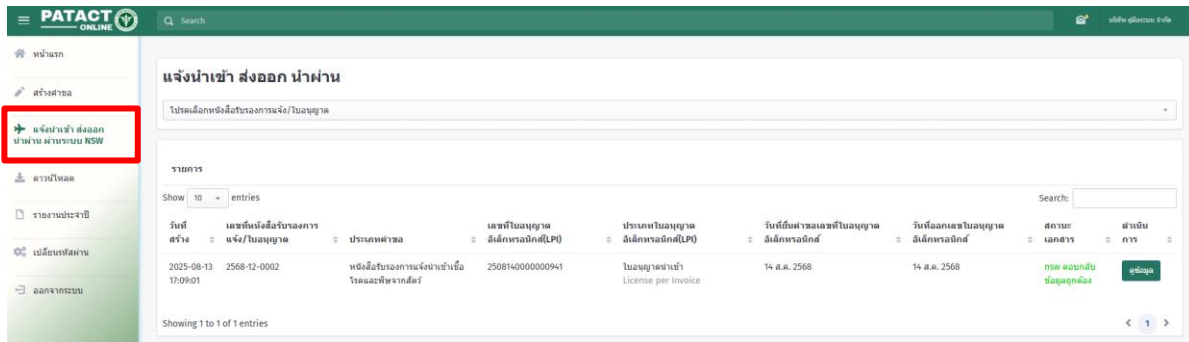 PATACT
ONLINE
Search
บริษัท คู่มือระบบ จำกัด
หน้าแรก
สร้างคำขอ
แจ้งนำเข้า ส่งออก
นำผ่าน ผ่านระบบ NSW
ดาวน์โหลด
รายงานประจำปี
เปลี่ยนรหัสผ่าน
ออกจากระบบ
แจ้งนำเข้า ส่งออก นำผ่าน
โปรดเลือกหนังสือรับรองการแจ้ง/ใบอนุญาต
รายการ
Show 10 entries
Search:
วันที่ เลขที่หนังสือรับรองการ เลขที่ใบอนุญาต ประเภทใบอนุญาต วันที่ยื่นคำขอเลขที่ใบอนุญาต วันที่ออกเลขใบอนุญาต สถานะ ดำเนิน
สร้าง แจ้ง/ใบอนุญาต ประเภทคำขอ อิเล็กทรอนิกส์(LPI) อิเล็กทรอนิกส์(LPI) อิเล็กทรอนิกส์ อิเล็กทรอนิกส์ เอกสาร การ
2025-08-13 2568-12-0002 หนังสือรับรองการแจ้งนำเข้าเชื้อ 2508140000000941 ใบอนุญาตนำเข้า 14 ส.ค. 2568 14 ส.ค. 2568 กรพ ตอบกลับ ดูข้อมูล
17:09:01 โรคและพิษจากสัตว์ License per Invoice ข้อมูลถูกต้อง
Showing 1 to 1 of 1 entries
1